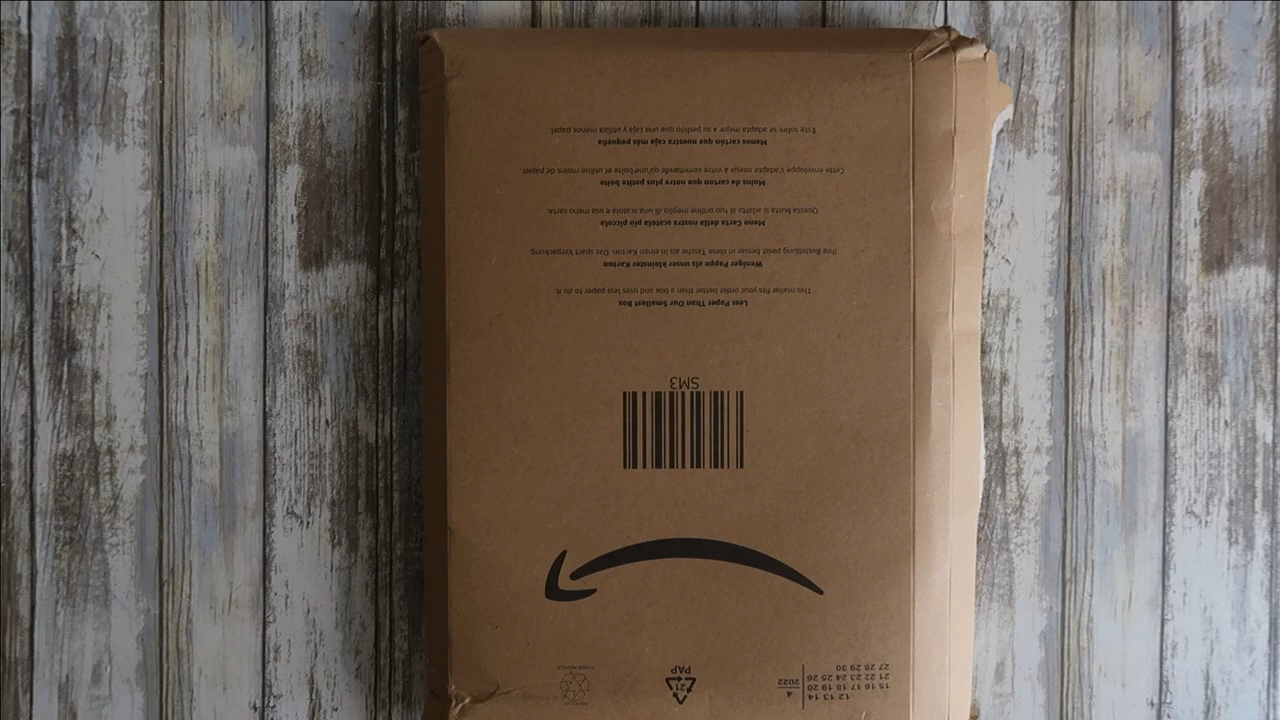 12 13 14
15 16 17 18 19 20
21 22 23 24 25 26
27 28 29 30
4
2022
21
PAP
PLEASE RECYCLE
SM3
Less Paper Than Our Smallest Box
This mailer fits your order better than a box and uses less paper to do it.
Weniger Pappe als unser kleinster Karton
Ihre Bestellung passt besser in diese Tasche als in einen Karton. Das spart Verpackung.
Meno Carta della nostra scatola più piccola
Questa busta si adatta al tuo ordine meglio di una scatola e usa meno carta.
Moins de carton que notre plus petite boîte
Cette enveloppe s'adapte mieux à votre commande qu'une boîte et utilise moins de papier.
Menos cartón que nuestra caja más pequeña
Este sobre se adapta mejor a su pedido que una caja y utiliza menos papel.